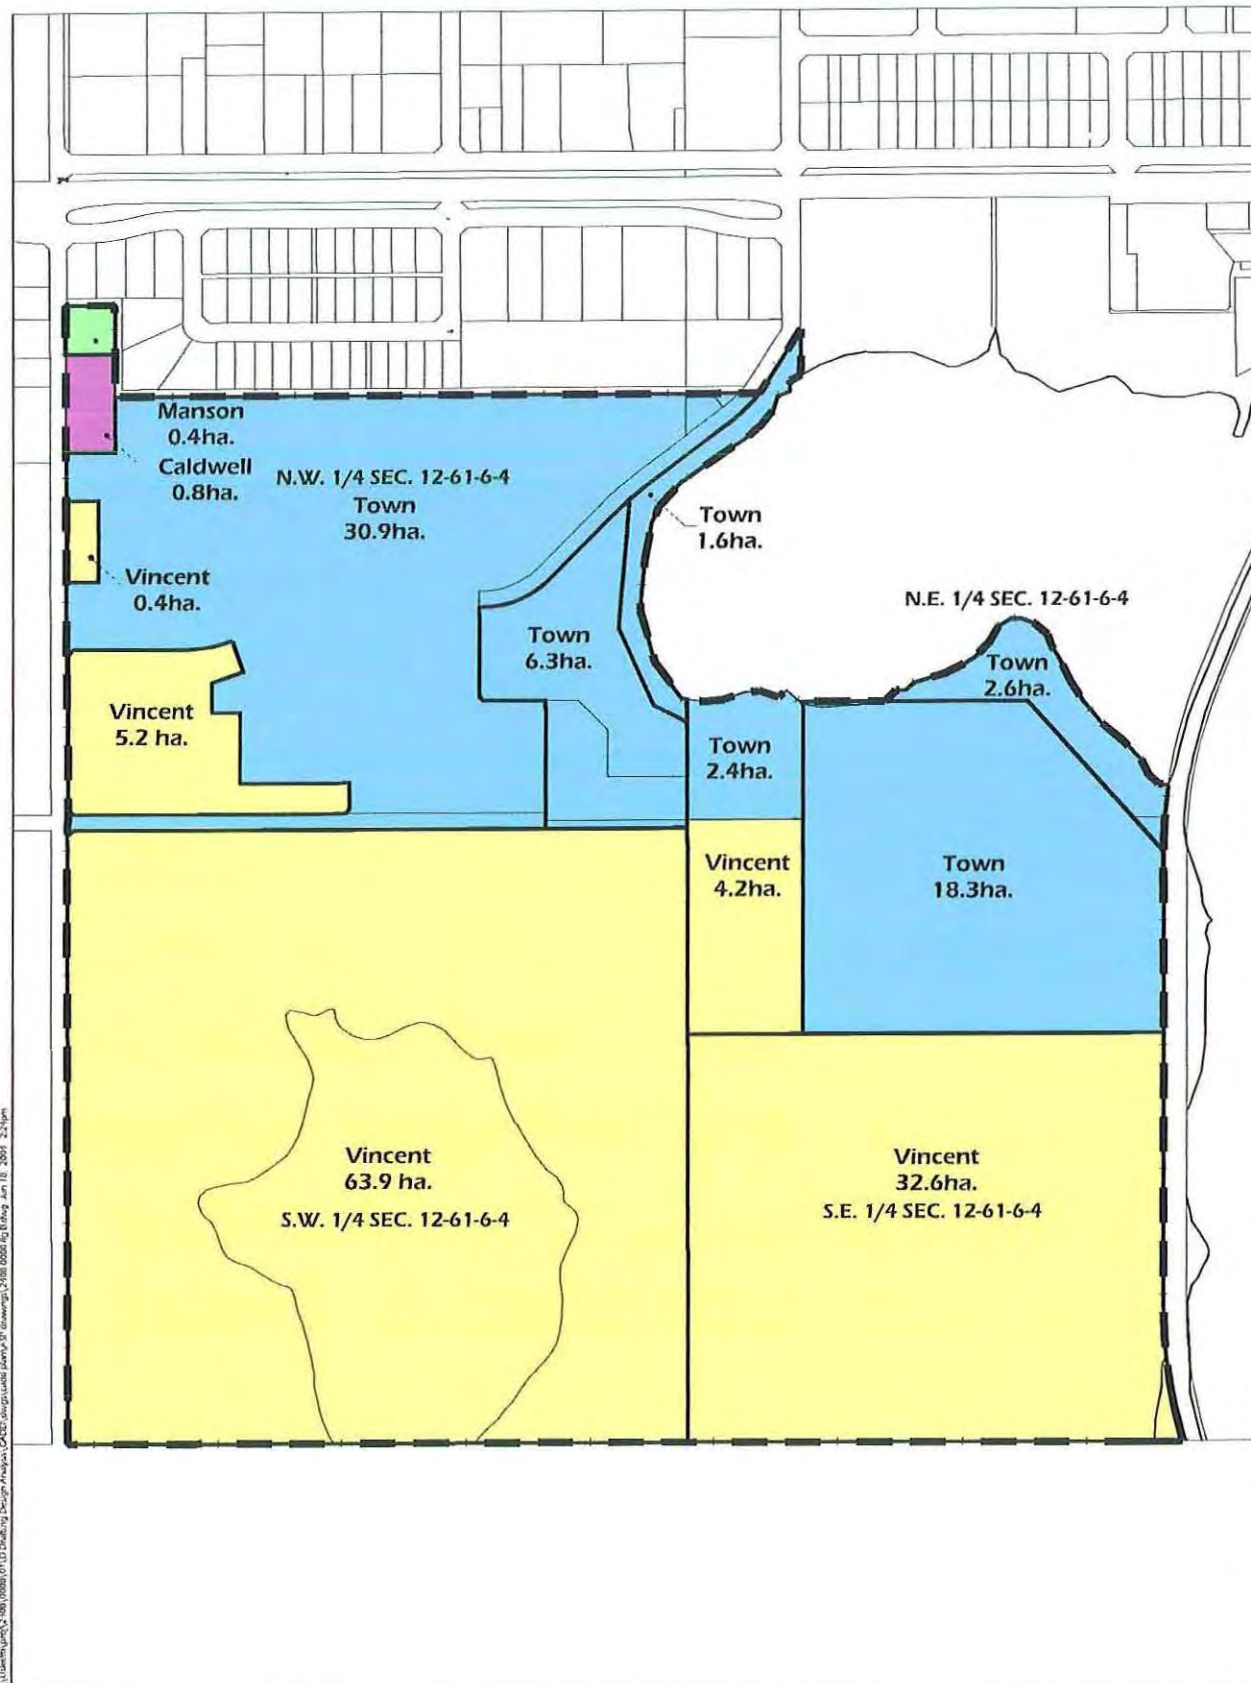 Manson
0.4ha.
Caldwell
0.8ha.
N.W. 1/4 SEC. 12-61-6-4
Town
30.9ha.
Town
1.6ha.
Vincent
0.4ha.
N.E. 1/4 SEC. 12-61-6-4
Town
6.3ha.
Town
2.6ha.
Vincent
5.2 ha.
Town
2.4ha.
Vincent
4.2ha.
Town
18.3ha.
Vincent
63.9 ha.
S.W. 1/4 SEC. 12-61-6-4
Vincent
32.6ha.
S.E. 1/4 SEC. 12-61-6-4